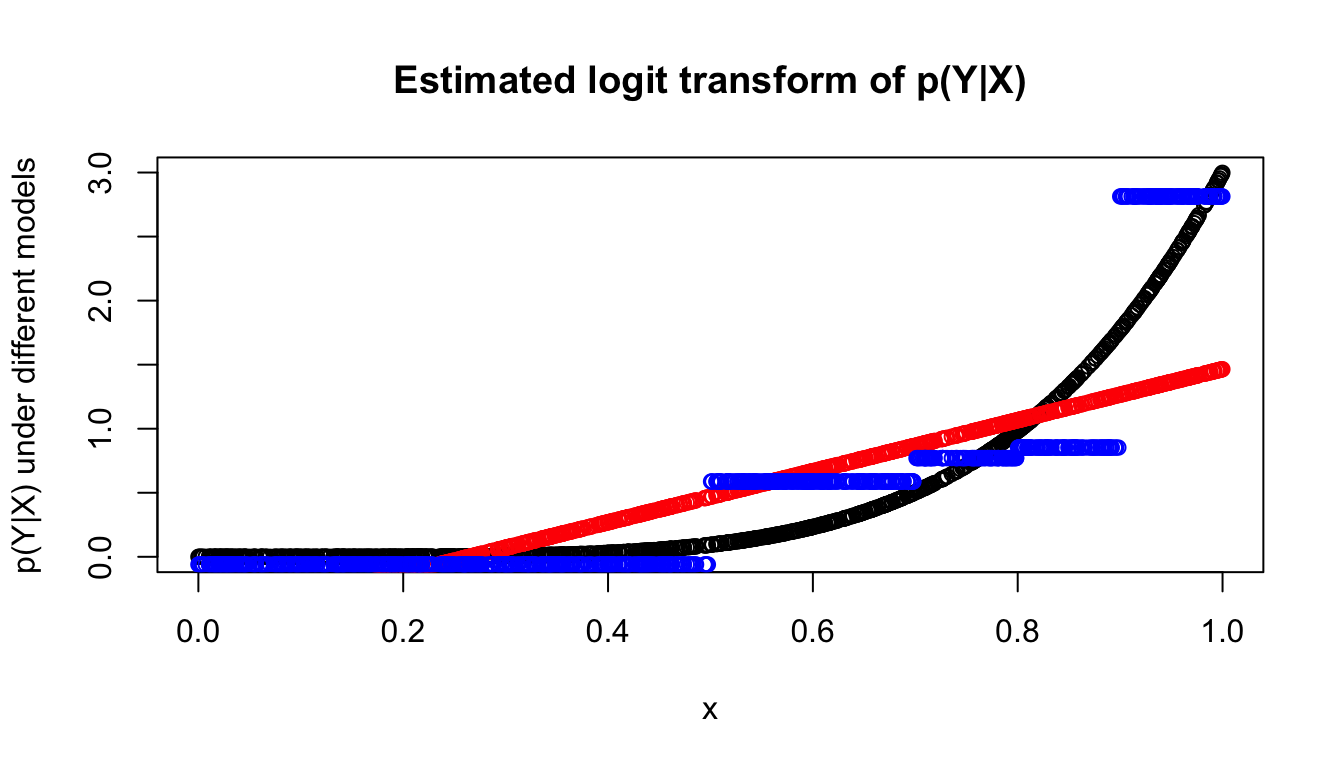 Estimated logit transform of p(Y|X)
p(Y|X) under different models
3.0
2.0
1.0
0.0
0.0 0.2 0.4 0.6 0.8 1.0
x